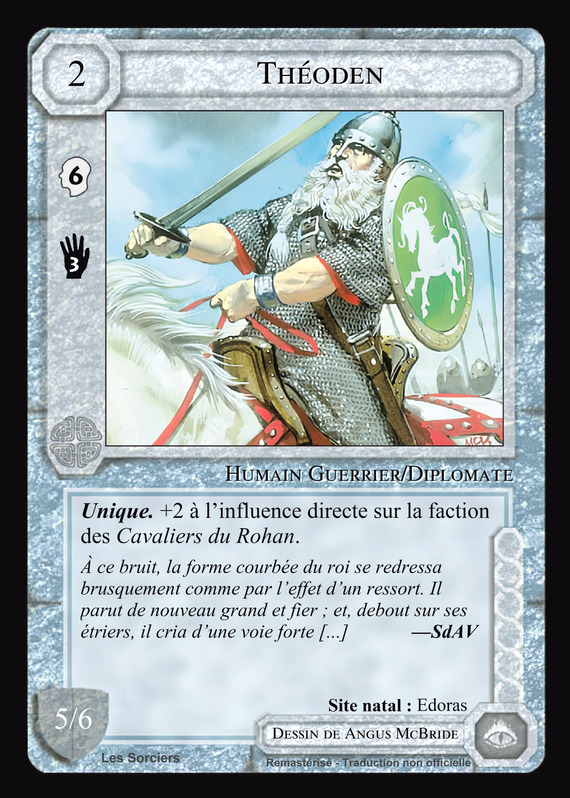 2
THÉODEN
6
3
HUMAIN GUERRIER/DIPLOMATE
Unique. +2 à l'influence directe sur la faction
des Cavaliers du Rohan.
À ce bruit, la forme courbée du roi se redressa
brusquement comme par l'effet d'un ressort. Il
parut de nouveau grand et fier ; et, debout sur ses
étriers, il cria d'une voie forte [...] —SdAV
Site natal : Edoras
5/6
DESSIN DE ANGUS MCBRIDE
Les Sorciers
Remastérisé - Traduction non officielle